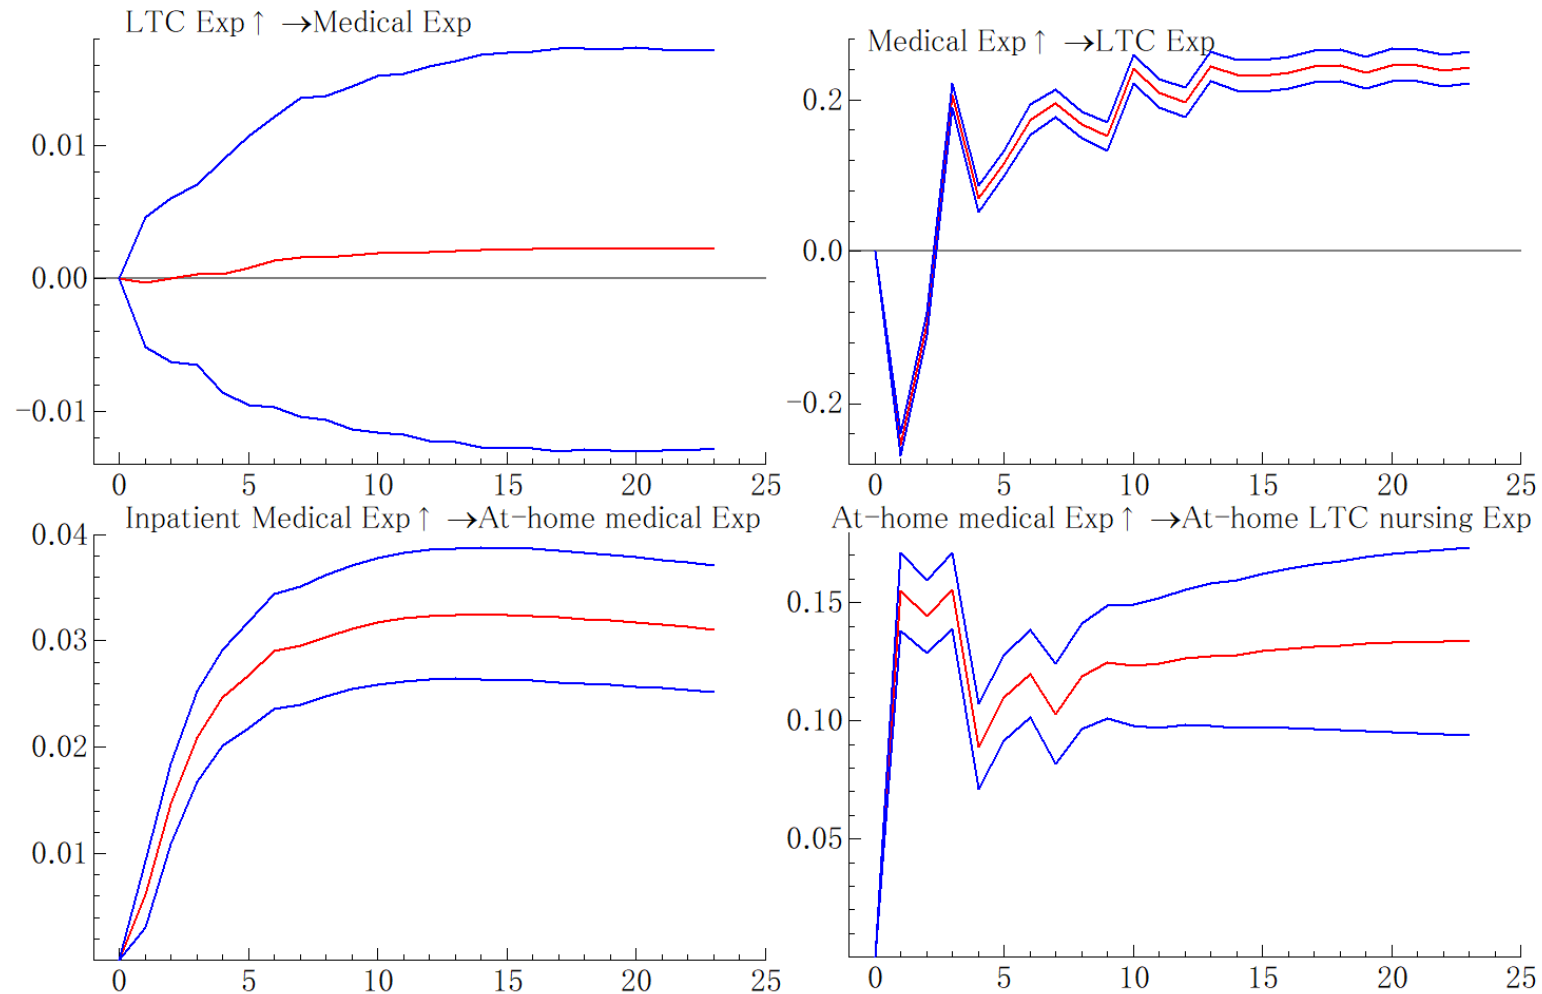 LTC Exp↑ →Medical Exp
0.01
0.00
−0.01
0 5 10 15 20 25
Medical Exp↑ →LTC Exp
0.2
0.0
−0.2
0 5 10 15 20 25
Inpatient Medical Exp↑ →At-home medical Exp
0.04
0.03
0.02
0.01
0 5 10 15 20 25
At-home medical Exp↑ →At-home LTC nursing Exp
0.15
0.10
0.05
0 5 10 15 20 25